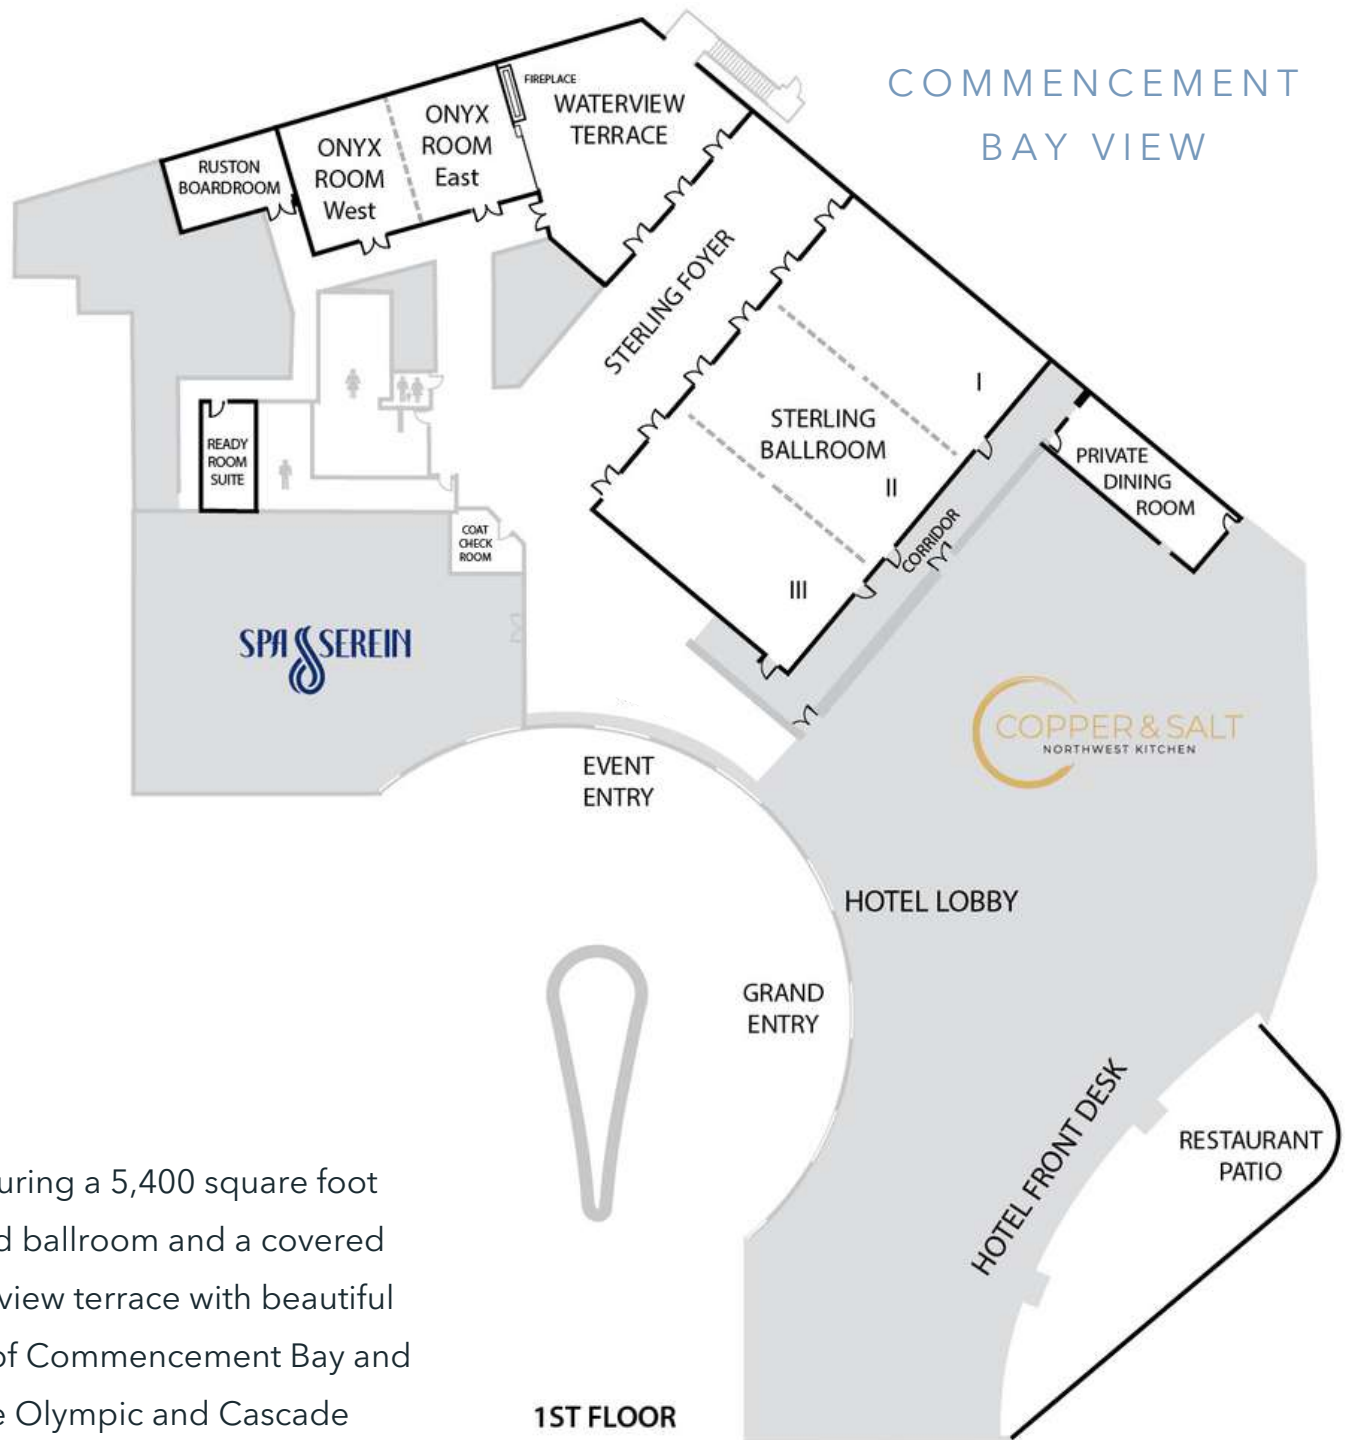 COMMENCEMENT
BAY VIEW
FIREPLACE
WATERVIEW
TERRACE
ONYX
ROOM
East
ONYX
ROOM
West
RUSTON
BOARDROOM
STERLING FOYER
I
STERLING
BALLROOM
II
III
CORRIDOR
PRIVATE
DINING
ROOM
READY
ROOM
SUITE
COAT
CHECK
ROOM
SPA SEREIN
COPPER & SALT
NORTHWEST KITCHEN
EVENT
ENTRY
HOTEL LOBBY
GRAND
ENTRY
HOTEL FRONT DESK
RESTAURANT
PATIO
uring a 5,400 square foot
d ballroom and a covered
view terrace with beautiful
of Commencement Bay and
e Olympic and Cascade
1ST FLOOR